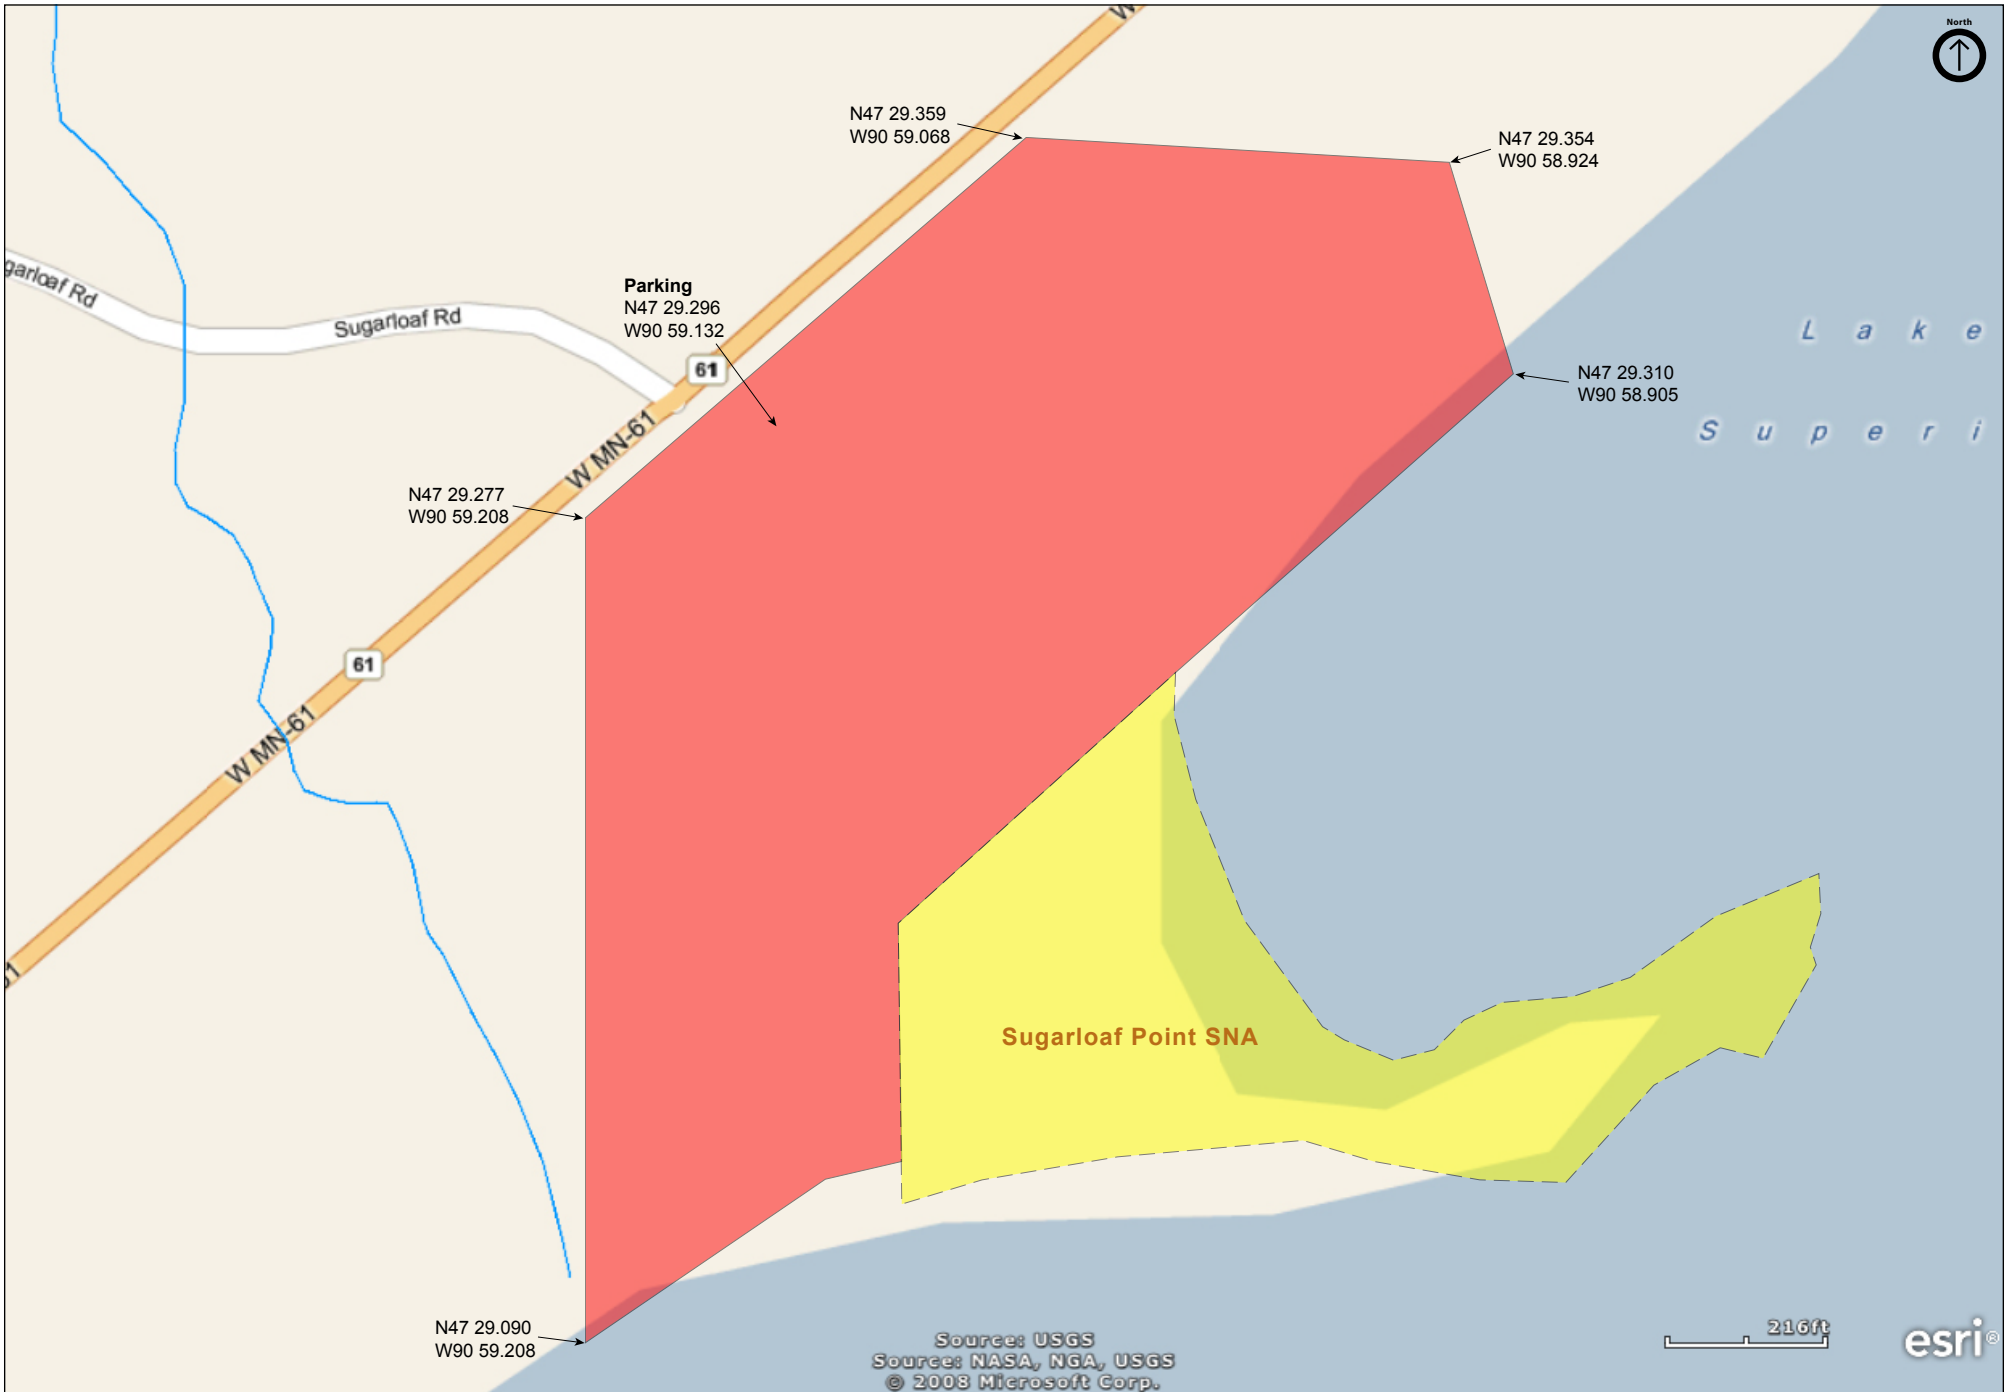 North
W
N47 29.359
W90 59.068
N47 29.354
W90 58.924
garloaf Rd
Sugarloaf Rd
Parking
N47 29.296
W90 59.132
61
L a k e
S u p e r i
N47 29.310
W90 58.905
W MN-61
N47 29.277
W90 59.208
61
W MN-61
61
Sugarloaf Point SNA
N47 29.090
W90 59.208
Source: USGS
Source: NASA, NGA, USGS
© 2008 Microsoft Corp.
216ft
esri®